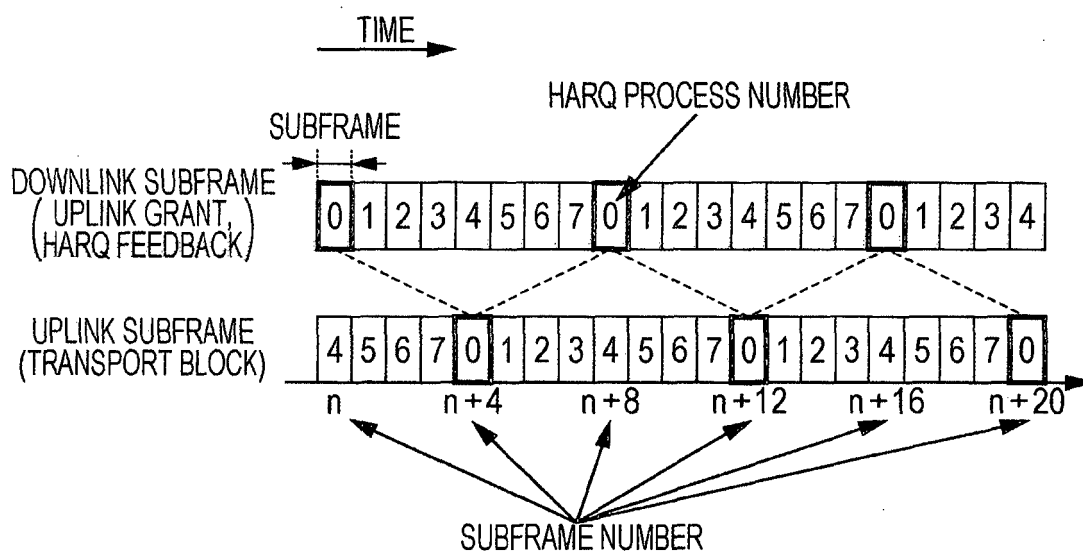 TIME
HARQ PROCESS NUMBER
SUBFRAME
DOWNLINK SUBFRAME
(UPLINK GRANT,
HARQ FEEDBACK)
0 1 2 3 4 5 6 7 0 1 2 3 4 5 6 7 0 1 2 3 4
UPLINK SUBFRAME
(TRANSPORT BLOCK)
4 5 6 7 0 1 2 3 4 5 6 7 0 1 2 3 4 5 6 7 0
n n+4 n+8 n+12 n+16 n+20
SUBFRAME NUMBER